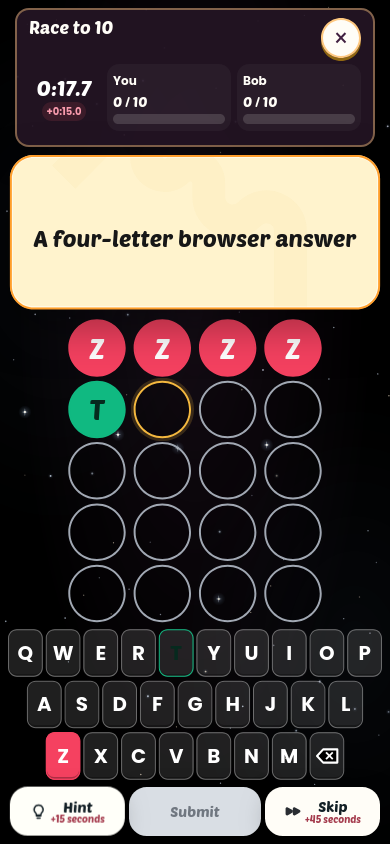 Race to 10
×
0:17.7
+0:15.0
You
0 / 10
Bob
0 / 10
A four-letter browser answer
Z Z Z Z
T
Q W E R T Y U I O P
A S D F G H J K L
Z X C V B N M
Hint
+15 seconds
Submit
Skip
+45 seconds